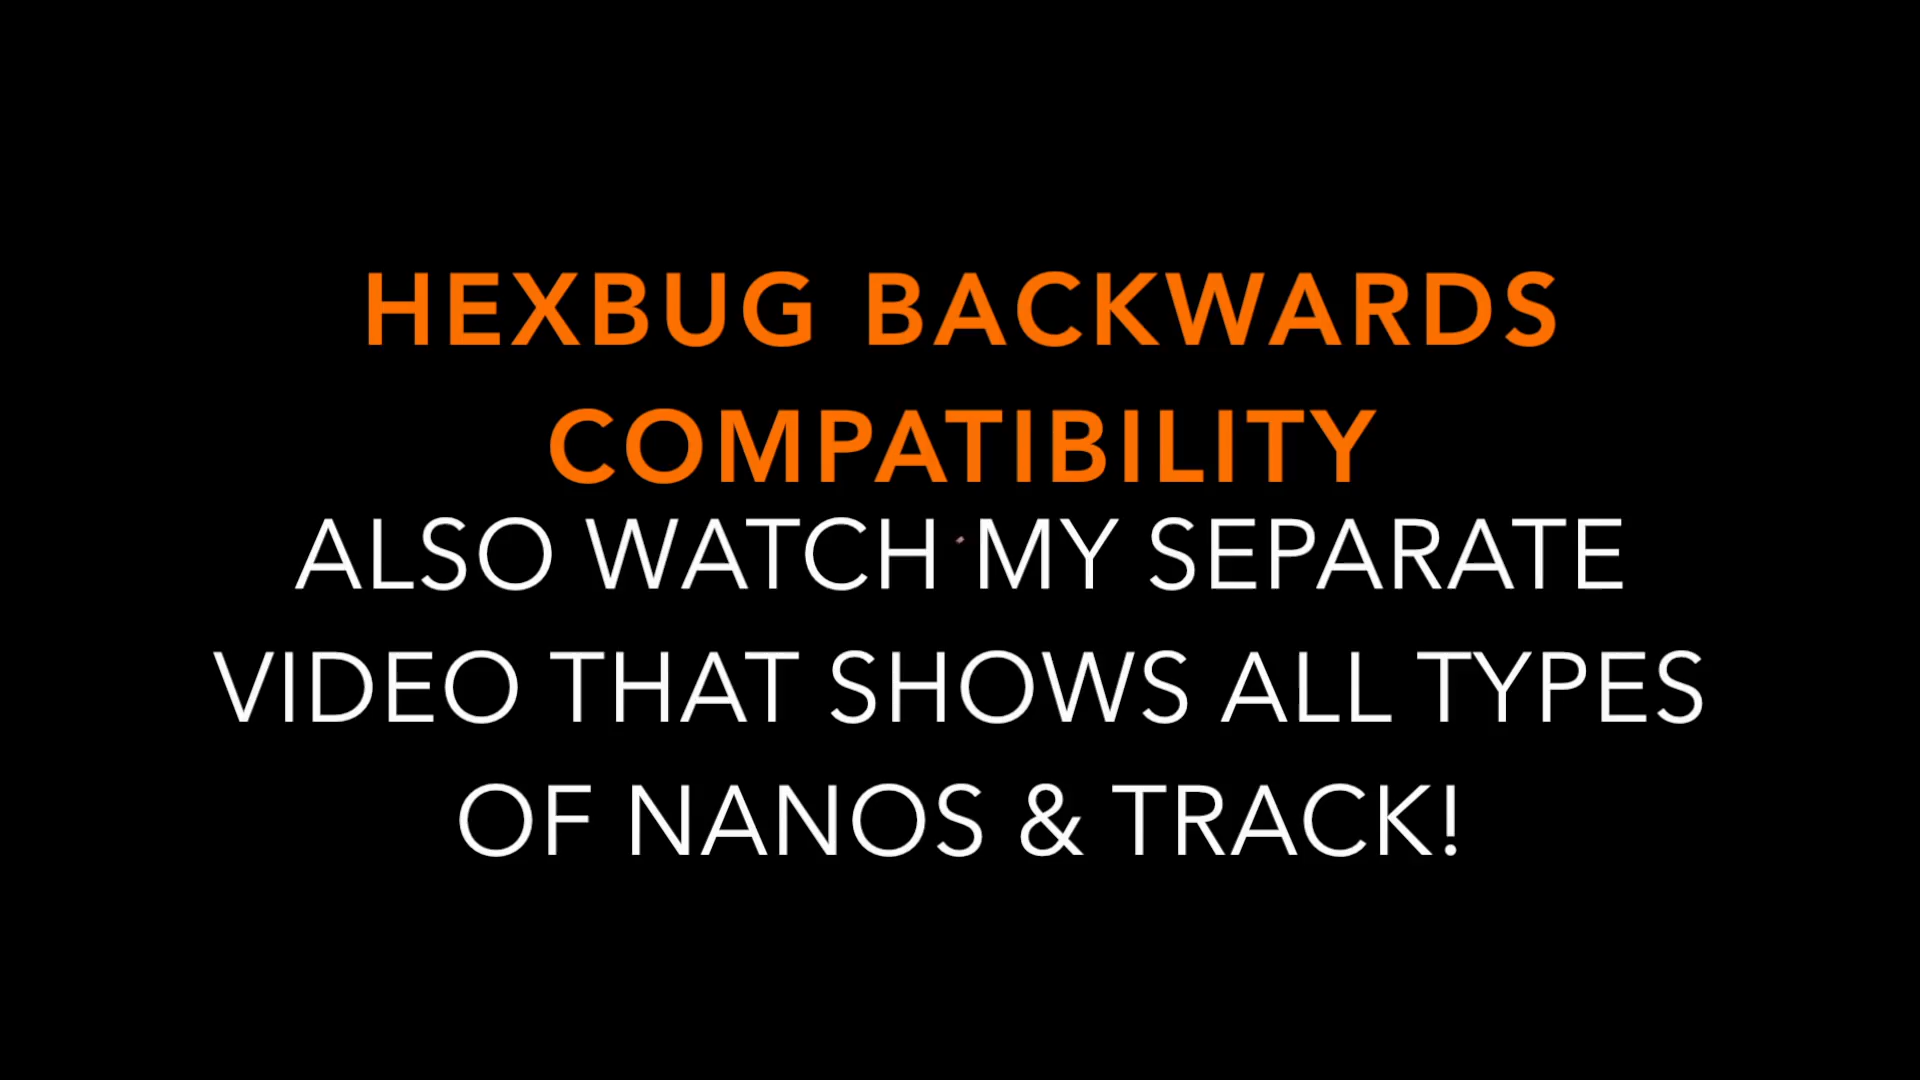 HEXBUG BACKWARDS
COMPATIBILITY
ALSO WATCH MY SEPARATE
VIDEO THAT SHOWS ALL TYPES
OF NANOS & TRACK!